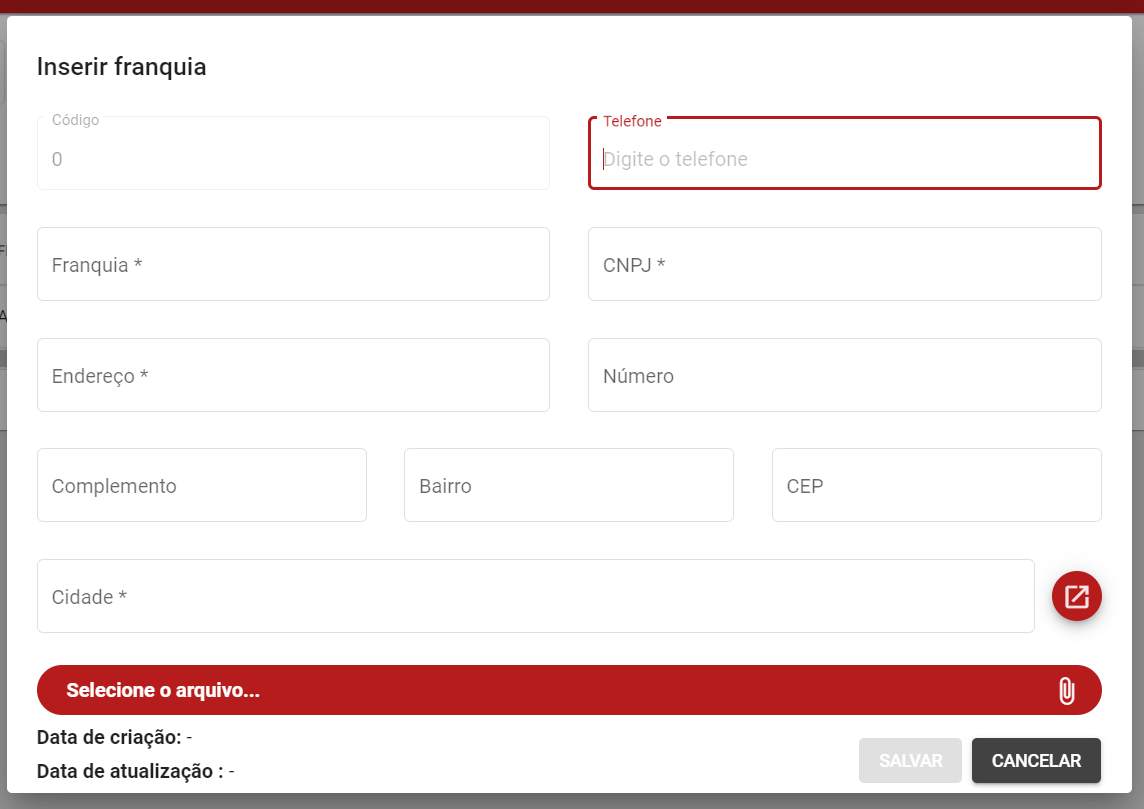 Inserir franquia
Código
Telefone
0
Digite o telefone
Franquia *
CNPJ *
Endereço *
Número
Complemento
Bairro
CEP
Cidade *
Selecione o arquivo...
Data de criação: -
Data de atualização : -
SALVAR
CANCELAR